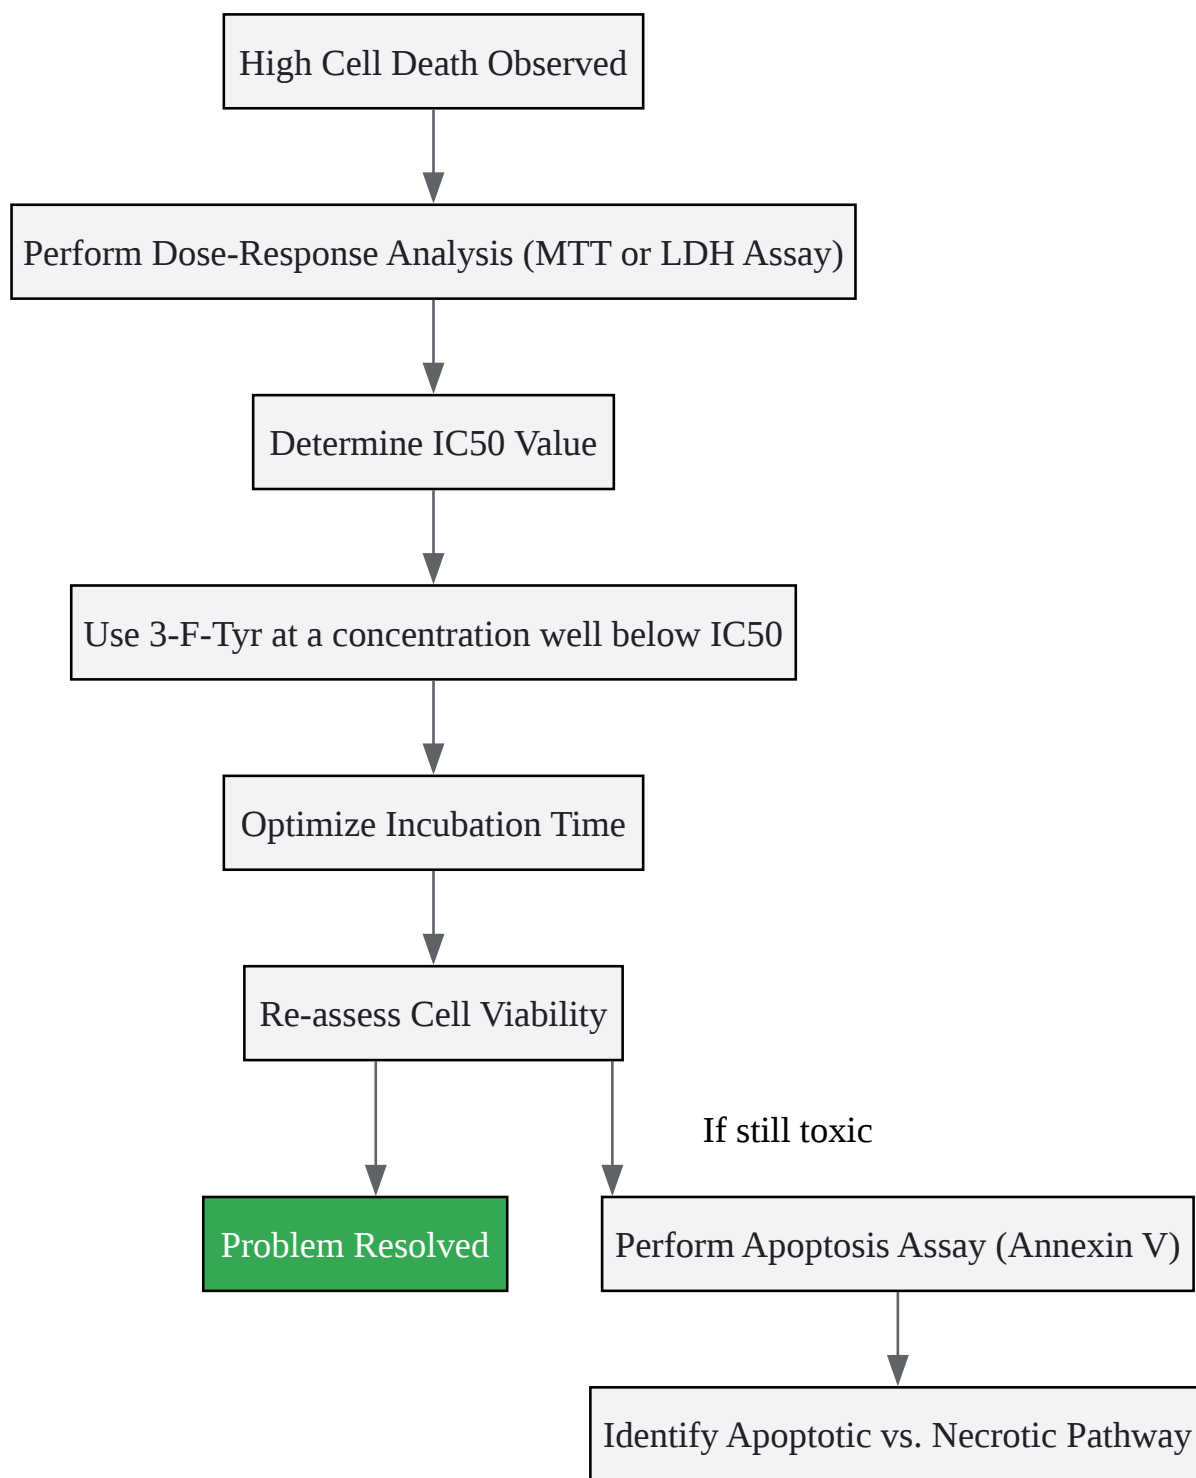 High Cell Death Observed
Perform Dose-Response Analysis (MTT or LDH Assay)
Determine IC50 Value
Use 3-F-Tyr at a concentration well below IC50
Optimize Incubation Time
Re-assess Cell Viability
If still toxic
Problem Resolved
Perform Apoptosis Assay (Annexin V)
Identify Apoptotic vs. Necrotic Pathway